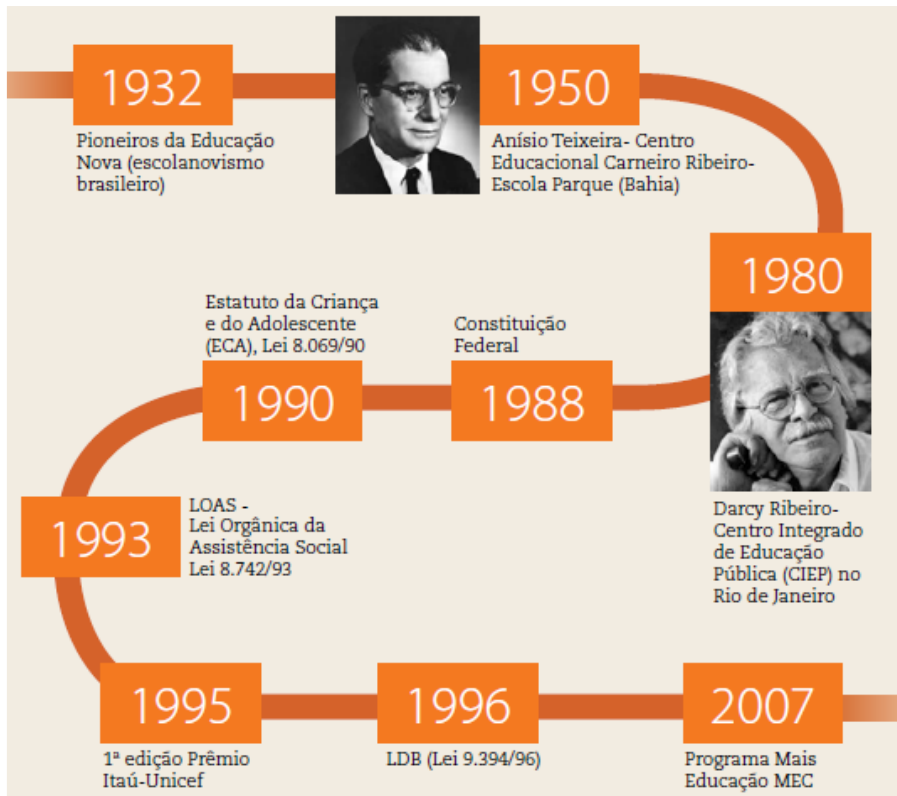 1932
Pioneiros da Educação
Nova (escolanovismo
brasileiro)
1950
Anísio Teixeira- Centro
Educacional Carneiro Ribeiro-
Escola Parque (Bahia)
1980
Darcy Ribeiro-
Centro Integrado
de Educação
Pública (CIEP) no
Rio de Janeiro
Constituição
Federal
1988
Estatuto da Criança
e do Adolescente
(ECA), Lei 8.069/90
1990
1993
LOAS -
Lei Orgânica da
Assistência Social
Lei 8.742/93
1995
1ª edição Prêmio
Itaú-Unicef
1996
LDB (Lei 9.394/96)
2007
Programa Mais
Educação MEC